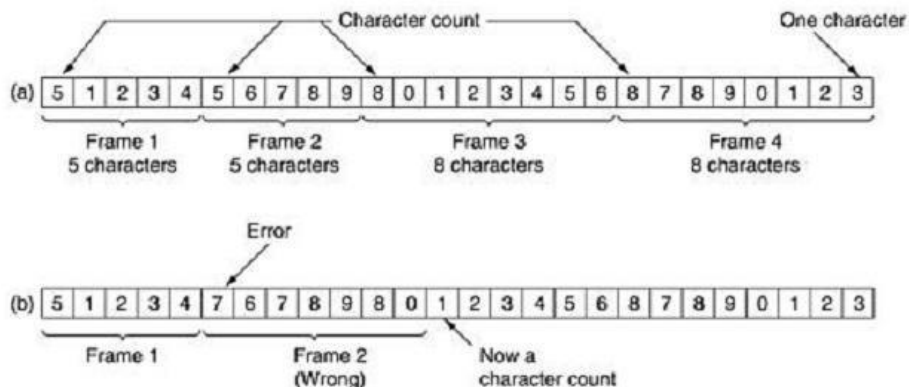 Character count One character
(a) 5 1 2 3 4 5 6 7 8 9 8 0 1 2 3 4 5 6 8 7 8 9 0 1 2 3
Frame 1 Frame 2 Frame 3 Frame 4
5 characters 5 characters 8 characters 8 characters
Error
(b) 5 1 2 3 4 7 6 7 8 9 8 0 1 2 3 4 5 6 8 7 8 9 0 1 2 3
Frame 1 Frame 2 Now a
(Wrong) character count